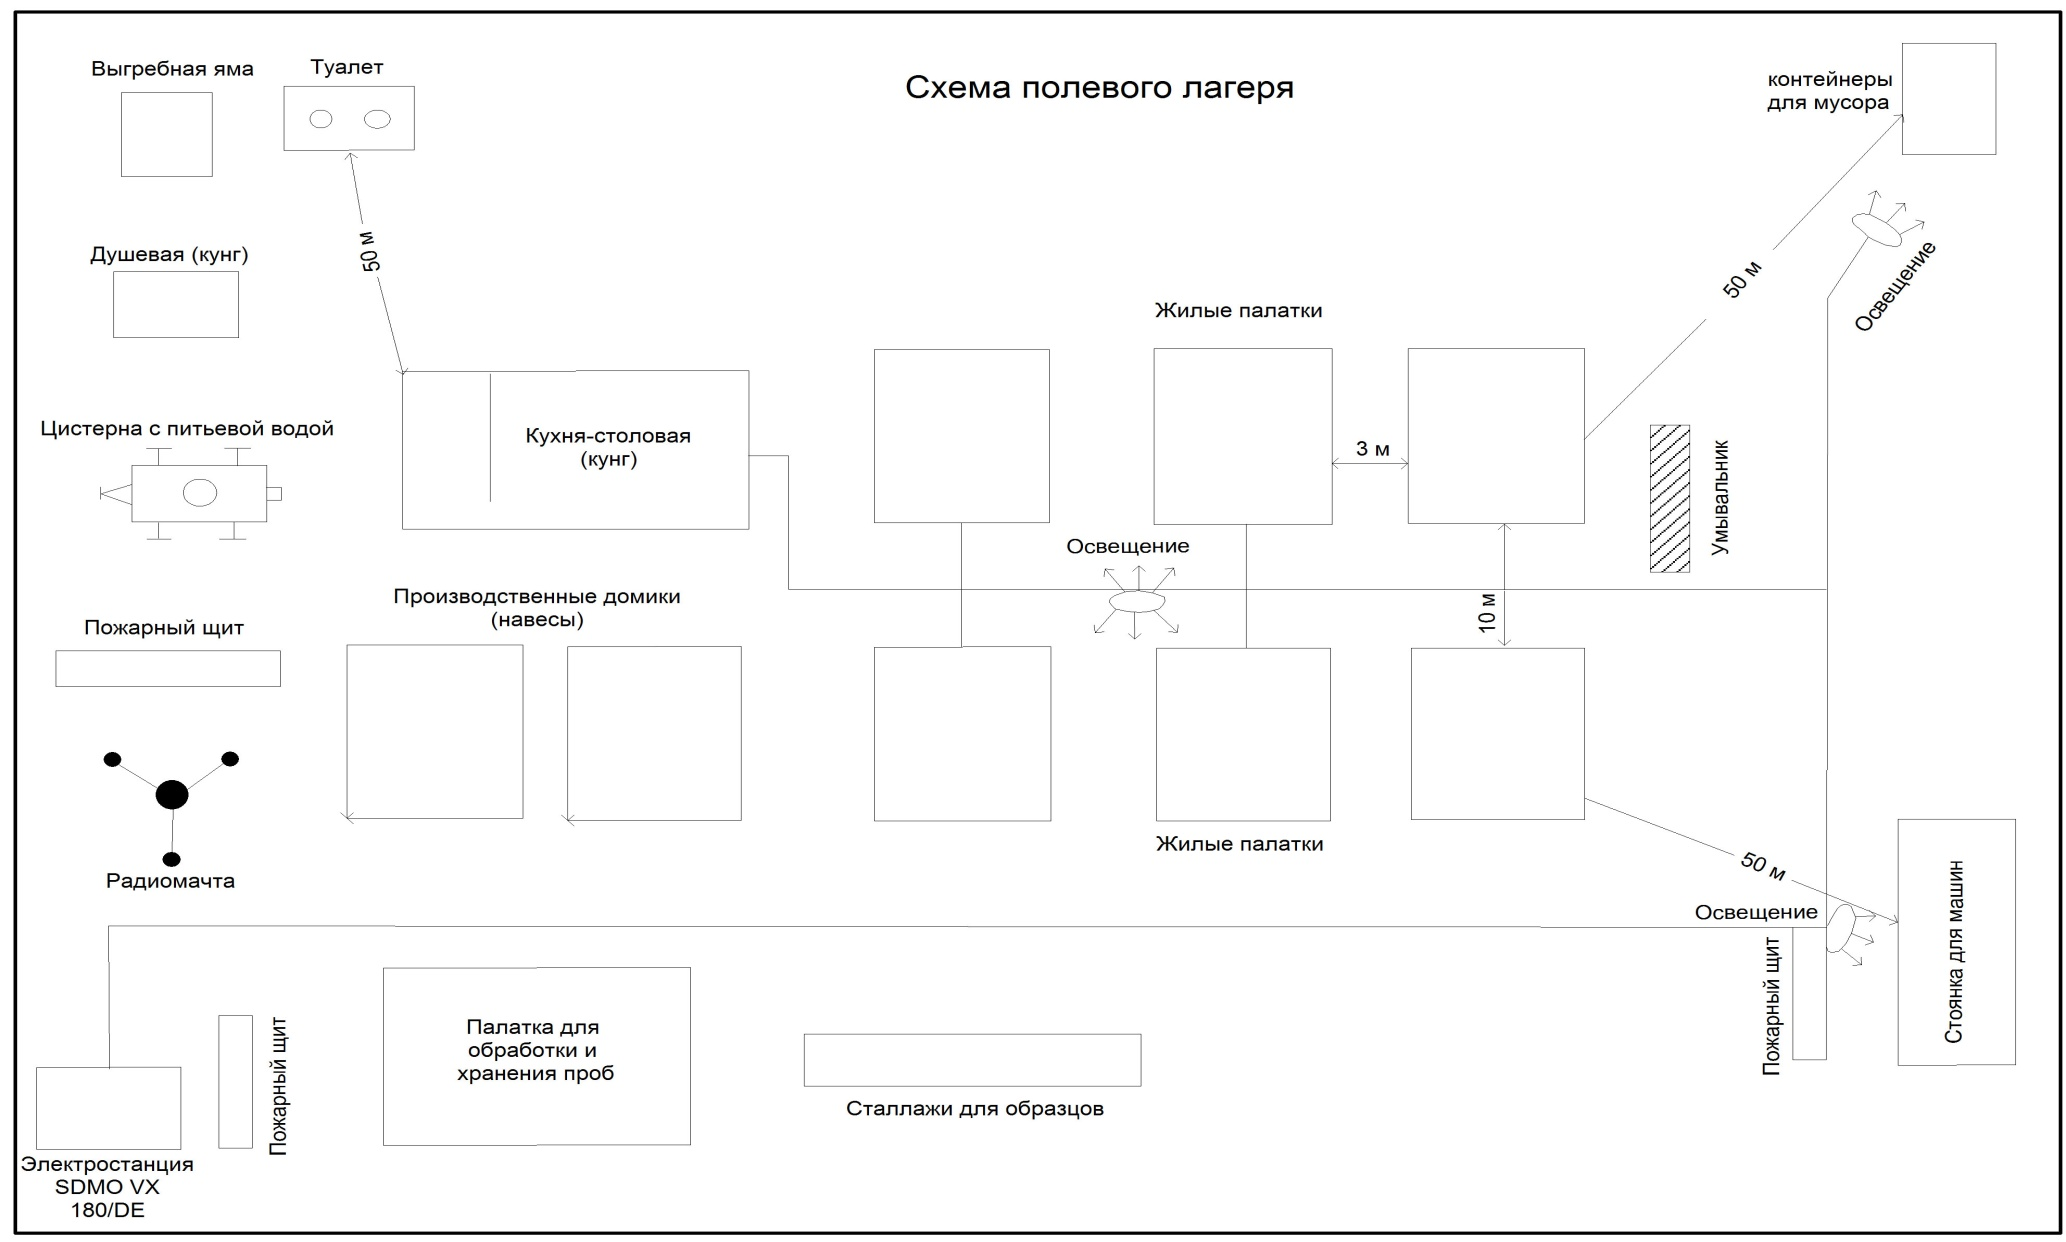 Схема полевого лагеря
Выгребная яма
Туалет
контейнеры
для мусора
50 м
Душевая (кунг)
50 м
Освещение
Жилые палатки
Цистерна с питьевой водой
Кухня-столовая
(кунг)
3 м
Умывальник
Освещение
Производственные домики
(навесы)
10 м
Пожарный щит
Жилые палатки
50 м
Радиомачта
Освещение
Стоянка для машин
Пожарный щит
Палатка для
обработки и
хранения проб
Пожарный щит
Сталлажи для образцов
Электростанция
SDMO VX
180/DE